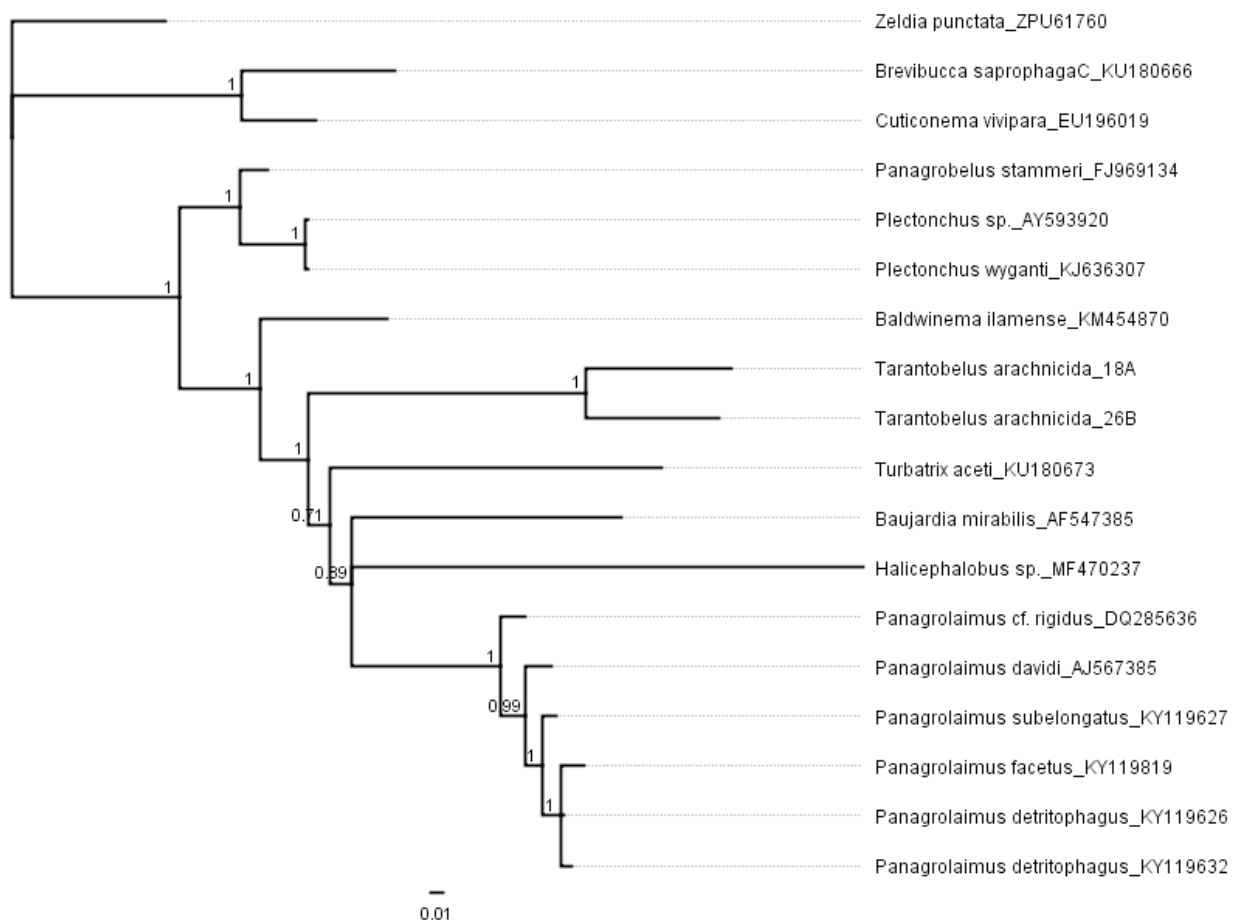 Zeldia punctata_ZPU61760
1
Brevibucca saprophagaC_KU180666
Cuticonema vivipara_EU196019
Panagrobelus stammeri_FJ969134
1
Plectonchus sp._AY593920
1
Plectonchus wyganti_KJ636307
1
Baldwinema ilamense_KM454870
Tarantobelus arachnicida_18A
1
1
Tarantobelus arachnicida_26B
1
Turbatrix aceti_KU180673
0.71
Baujardia mirabilis_AF547385
0.89
Halicephalobus sp._MF470237
Panagrolaimus cf. rigidus_DQ285636
1
Panagrolaimus davidi_AJ567385
0.99
Panagrolaimus subelongatus_KY119627
1
Panagrolaimus facetus_KY119819
1
Panagrolaimus detritophagus_KY119626
Panagrolaimus detritophagus_KY119632
0.01